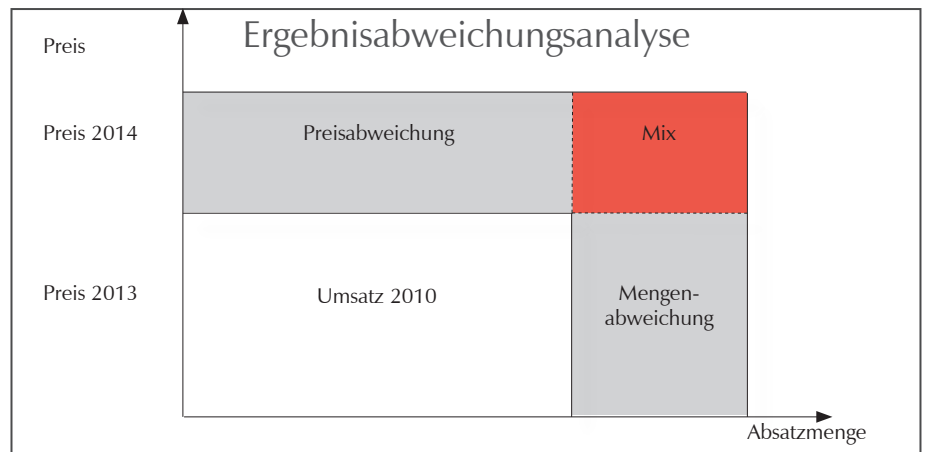 Ergebnisabweichungsanalyse
Preis
Preis 2014
Preisabweichung
Mix
Preis 2013
Umsatz 2010
Mengen-
abweichung
Absatzmenge